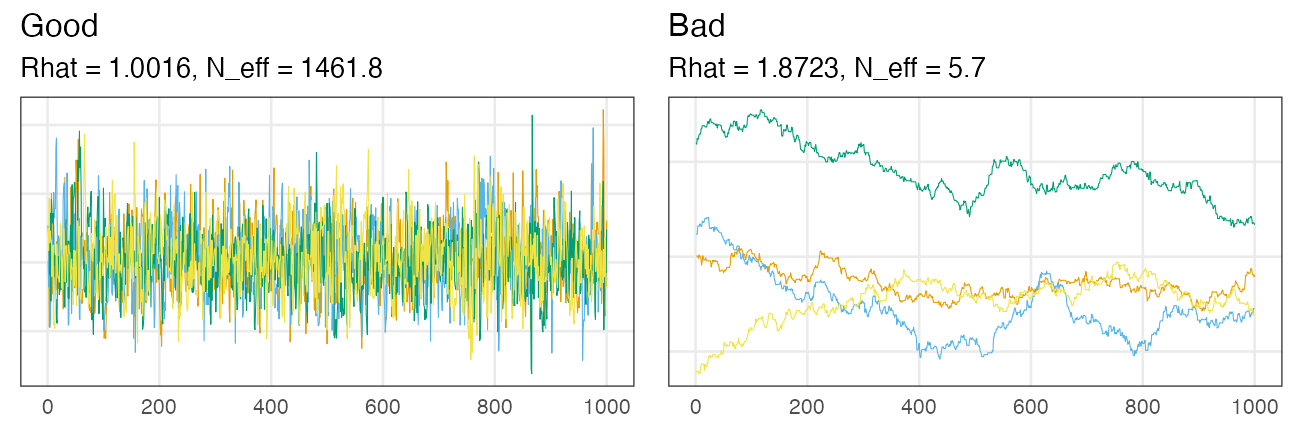 Good
Rhat = 1.0016, N_eff = 1461.8
0 200 400 600 800 1000
Bad
Rhat = 1.8723, N_eff = 5.7
0 200 400 600 800 1000